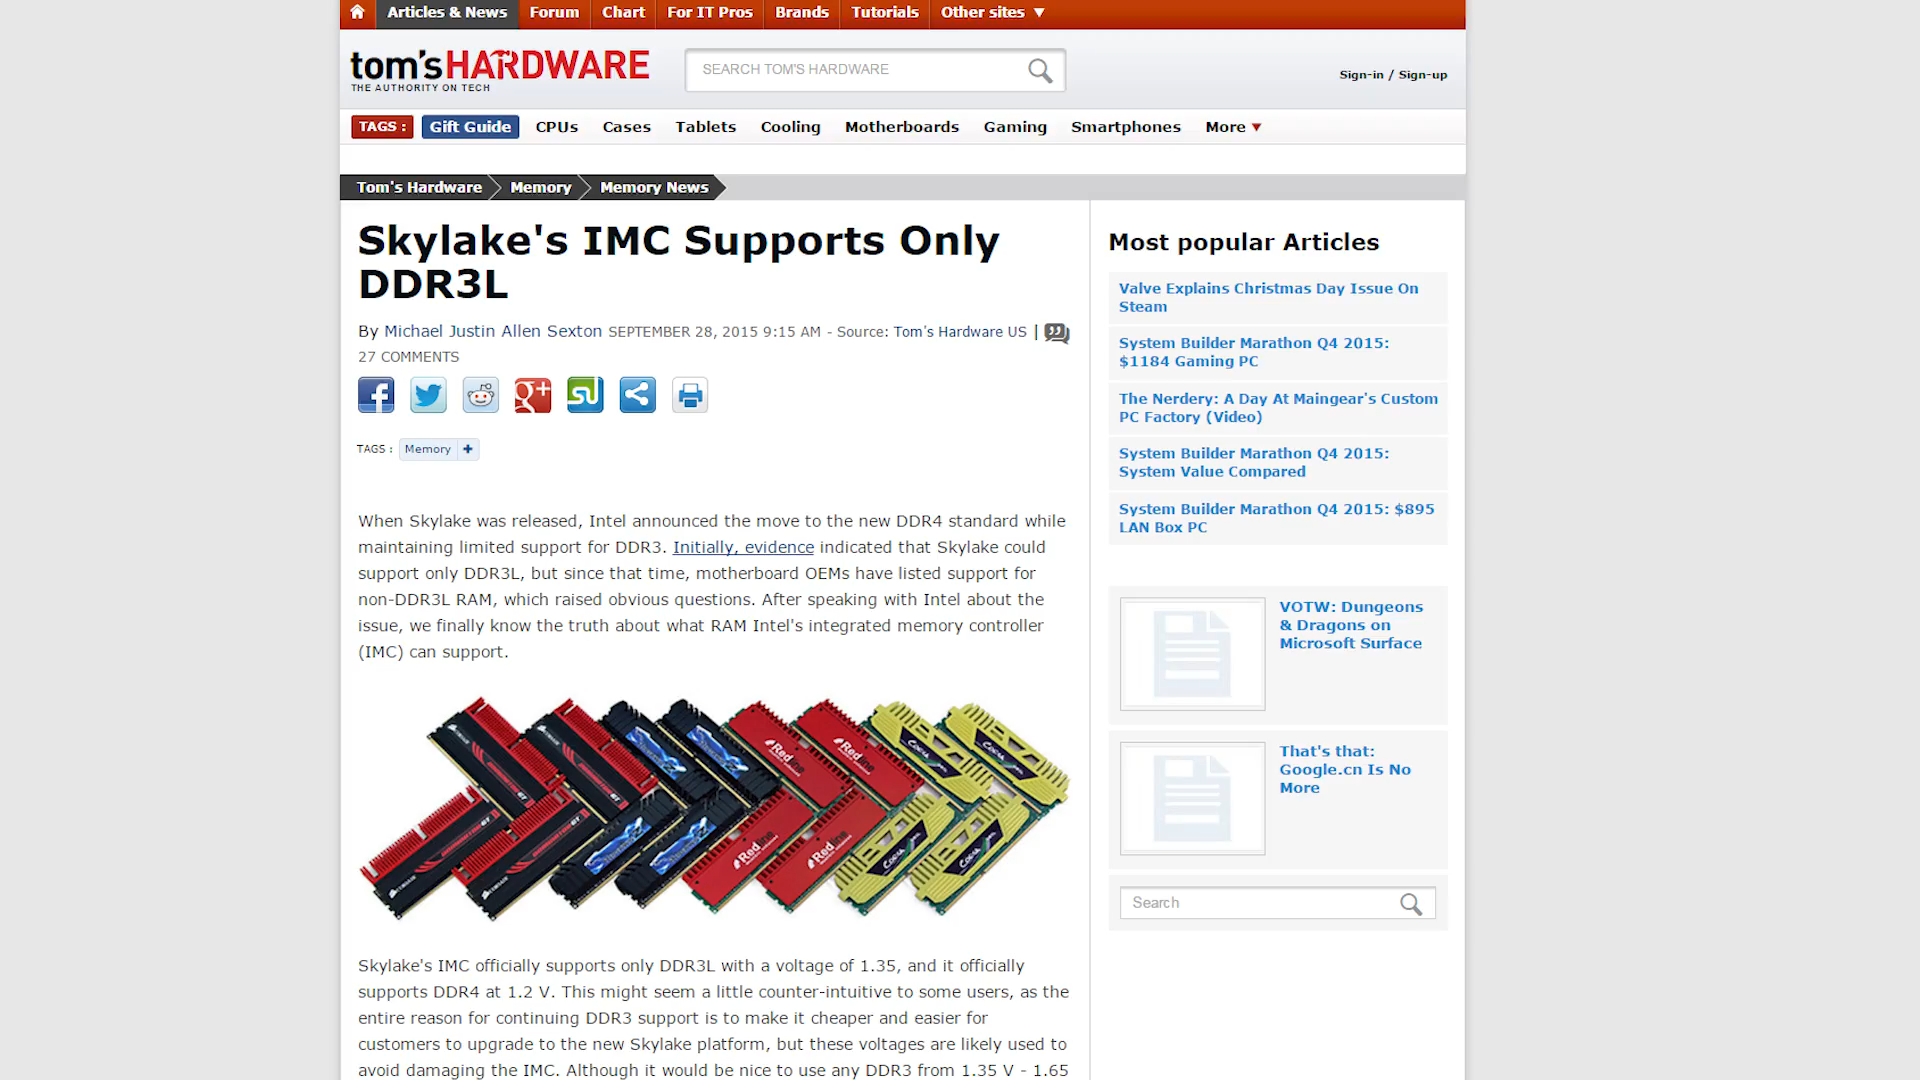 Articles & News Forum Chart For IT Pros Brands Tutorials Other sites ▼
tom's HARDWARE
THE AUTHORITY ON TECH
SEARCH TOM'S HARDWARE
Sign-in / Sign-up
TAGS : Gift Guide CPUs Cases Tablets Cooling Motherboards Gaming Smartphones More ▼
Tom's Hardware Memory Memory News
Skylake's IMC Supports Only
DDR3L
By Michael Justin Allen Sexton SEPTEMBER 28, 2015 9:15 AM - Source: Tom's Hardware US |
27 COMMENTS
TAGS : Memory +
When Skylake was released, Intel announced the move to the new DDR4 standard while
maintaining limited support for DDR3. Initially, evidence indicated that Skylake could
support only DDR3L, but since that time, motherboard OEMs have listed support for
non-DDR3L RAM, which raised obvious questions. After speaking with Intel about the
issue, we finally know the truth about what RAM Intel's integrated memory controller
(IMC) can support.
Redline
Redline
Redline
Redline
Skylake's IMC officially supports only DDR3L with a voltage of 1.35, and it officially
supports DDR4 at 1.2 V. This might seem a little counter-intuitive to some users, as the
entire reason for continuing DDR3 support is to make it cheaper and easier for
customers to upgrade to the new Skylake platform, but these voltages are likely used to
avoid damaging the IMC. Although it would be nice to use any DDR3 from 1.35 V - 1.65
Most popular Articles
Valve Explains Christmas Day Issue On
Steam
System Builder Marathon Q4 2015:
$1184 Gaming PC
The Nerdery: A Day At Maingear's Custom
PC Factory (Video)
System Builder Marathon Q4 2015:
System Value Compared
System Builder Marathon Q4 2015: $895
LAN Box PC
VOTW: Dungeons
& Dragons on
Microsoft Surface
That's that:
Google.cn Is No
More
Search